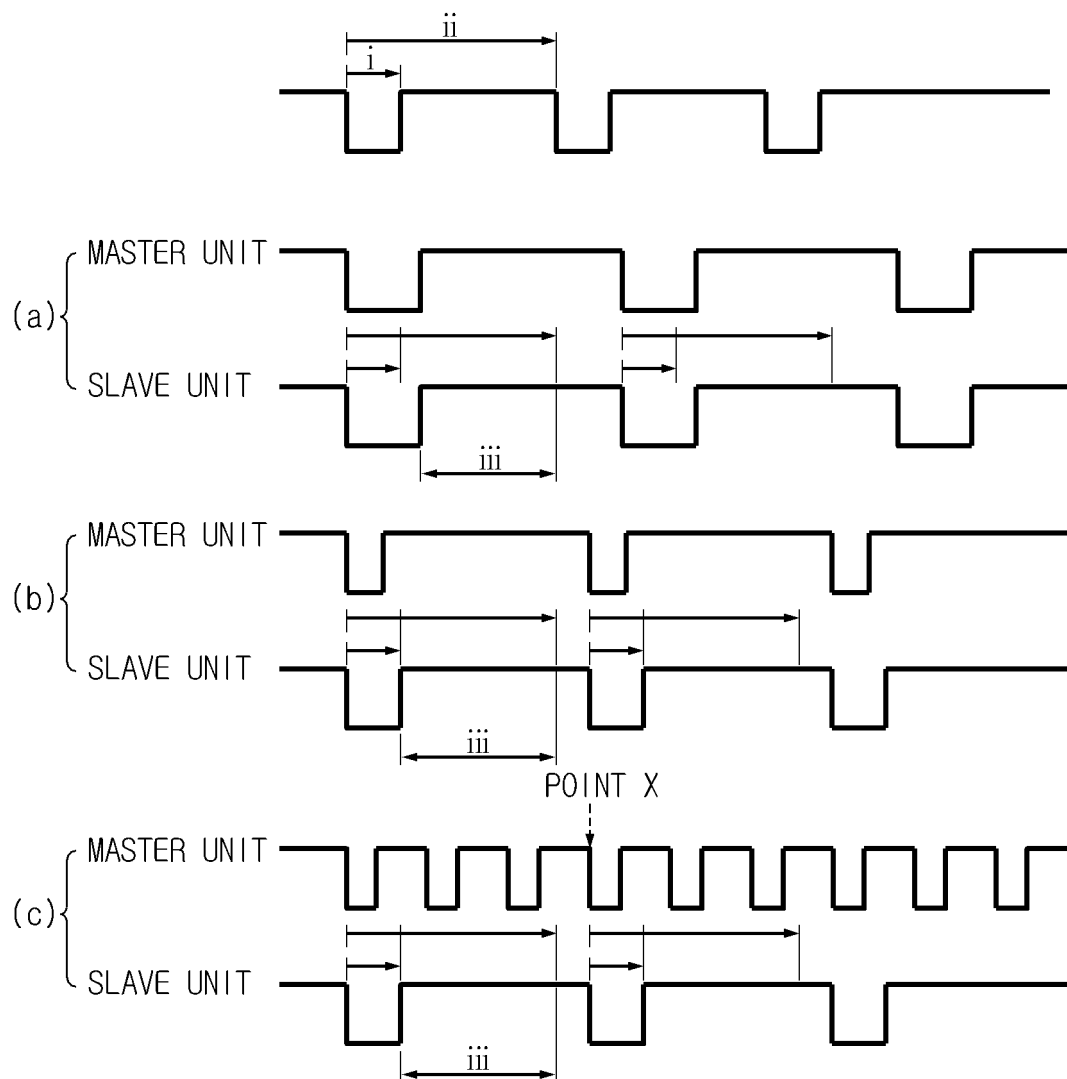 ii
i
MASTER UNIT
(a)
SLAVE UNIT
iii
MASTER UNIT
(b)
SLAVE UNIT
iii
POINT X
MASTER UNIT
(c)
SLAVE UNIT
iii